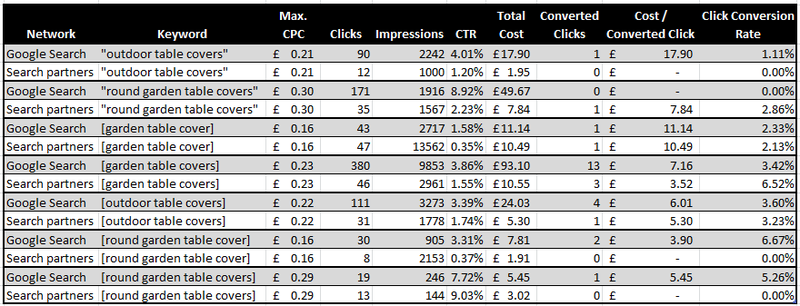 Network Keyword Max. CPC Clicks Impressions CTR Total Cost Converted Clicks Cost / Converted Click Click Conversion Rate
Google Search "outdoor table covers" £ 0.21 90 2242 4.01% £17.90 1 £ 17.90 1.11%
Search partners "outdoor table covers" £ 0.21 12 1000 1.20% £ 1.95 0 £ - 0.00%
Google Search "round garden table covers" £ 0.30 171 1916 8.92% £49.67 0 £ - 0.00%
Search partners "round garden table covers" £ 0.30 35 1567 2.23% £ 7.84 1 £ 7.84 2.86%
Google Search [garden table cover] £ 0.16 43 2717 1.58% £11.14 1 £ 11.14 2.33%
Search partners [garden table cover] £ 0.16 47 13562 0.35% £10.49 1 £ 10.49 2.13%
Google Search [garden table covers] £ 0.23 380 9853 3.86% £93.10 13 £ 7.16 3.42%
Search partners [garden table covers] £ 0.23 46 2961 1.55% £10.55 3 £ 3.52 6.52%
Google Search [outdoor table covers] £ 0.22 111 3273 3.39% £24.03 4 £ 6.01 3.60%
Search partners [outdoor table covers] £ 0.22 31 1778 1.74% £ 5.30 1 £ 5.30 3.23%
Google Search [round garden table cover] £ 0.16 30 905 3.31% £ 7.81 2 £ 3.90 6.67%
Search partners [round garden table cover] £ 0.16 8 2153 0.37% £ 1.91 0 £ - 0.00%
Google Search [round garden table covers] £ 0.29 19 246 7.72% £ 5.45 1 £ 5.45 5.26%
Search partners [round garden table covers] £ 0.29 13 144 9.03% £ 3.02 0 £ - 0.00%